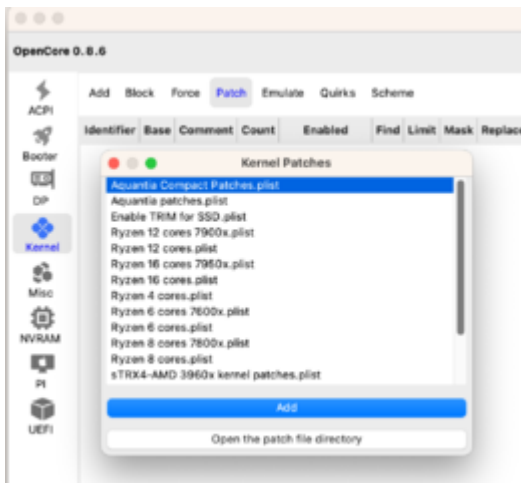 OpenCore 0.8.6
ACPI
Booter
DP
Kernel
Misc
NVRAM
PI
UEFI
Add Block Force Patch Emulate Quirks Scheme
Identifier Base Comment Count Enabled Find Limit Mask Replace
Kernel Patches
Aquantia Compact Patches.plist
Aquantia patches.plist
Enable TRIM for SSD.plist
Ryzen 12 cores 7900x.plist
Ryzen 12 cores.plist
Ryzen 16 cores 7950x.plist
Ryzen 16 cores.plist
Ryzen 4 cores.plist
Ryzen 6 cores 7600x.plist
Ryzen 6 cores.plist
Ryzen 8 cores 7800x.plist
Ryzen 8 cores.plist
sTRX4-AMD 3960x kernel patches.plist
Add
Open the patch file directory